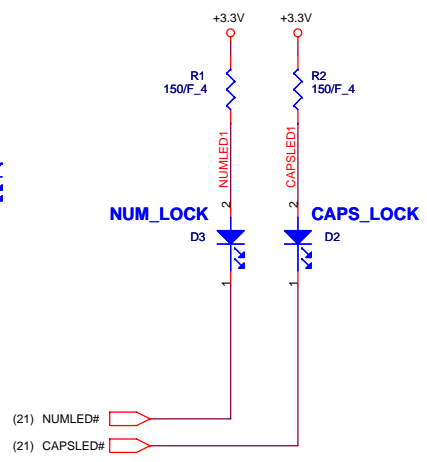 +3.3V +3.3V
R1 R2
150/F_4 150/F_4
NUMLED1 CAPSLED1
2 2
NUM_LOCK CAPS_LOCK
D3 D2
1 1
(21) NUMLED#
(21) CAPSLED#